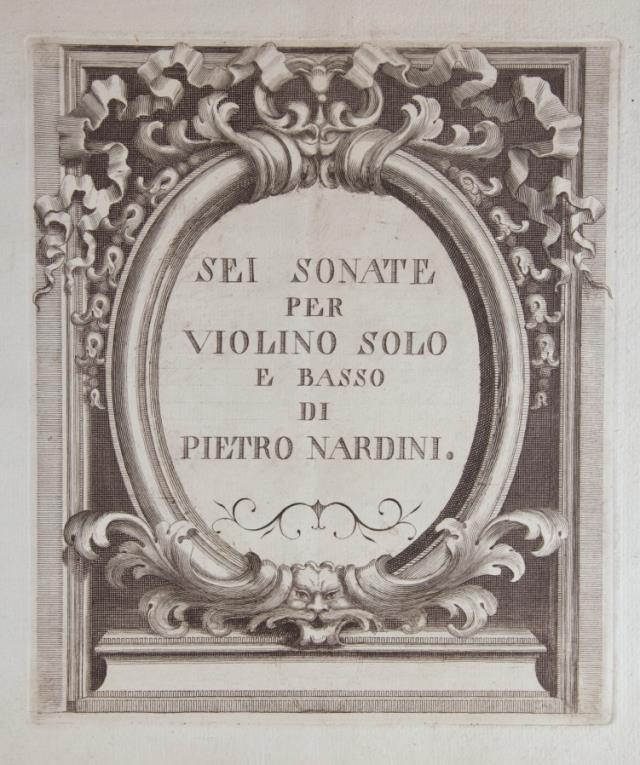 SEI SONATE
PER
VIOLINO SOLO
E BASSO
DI
PIETRO NARDINI.